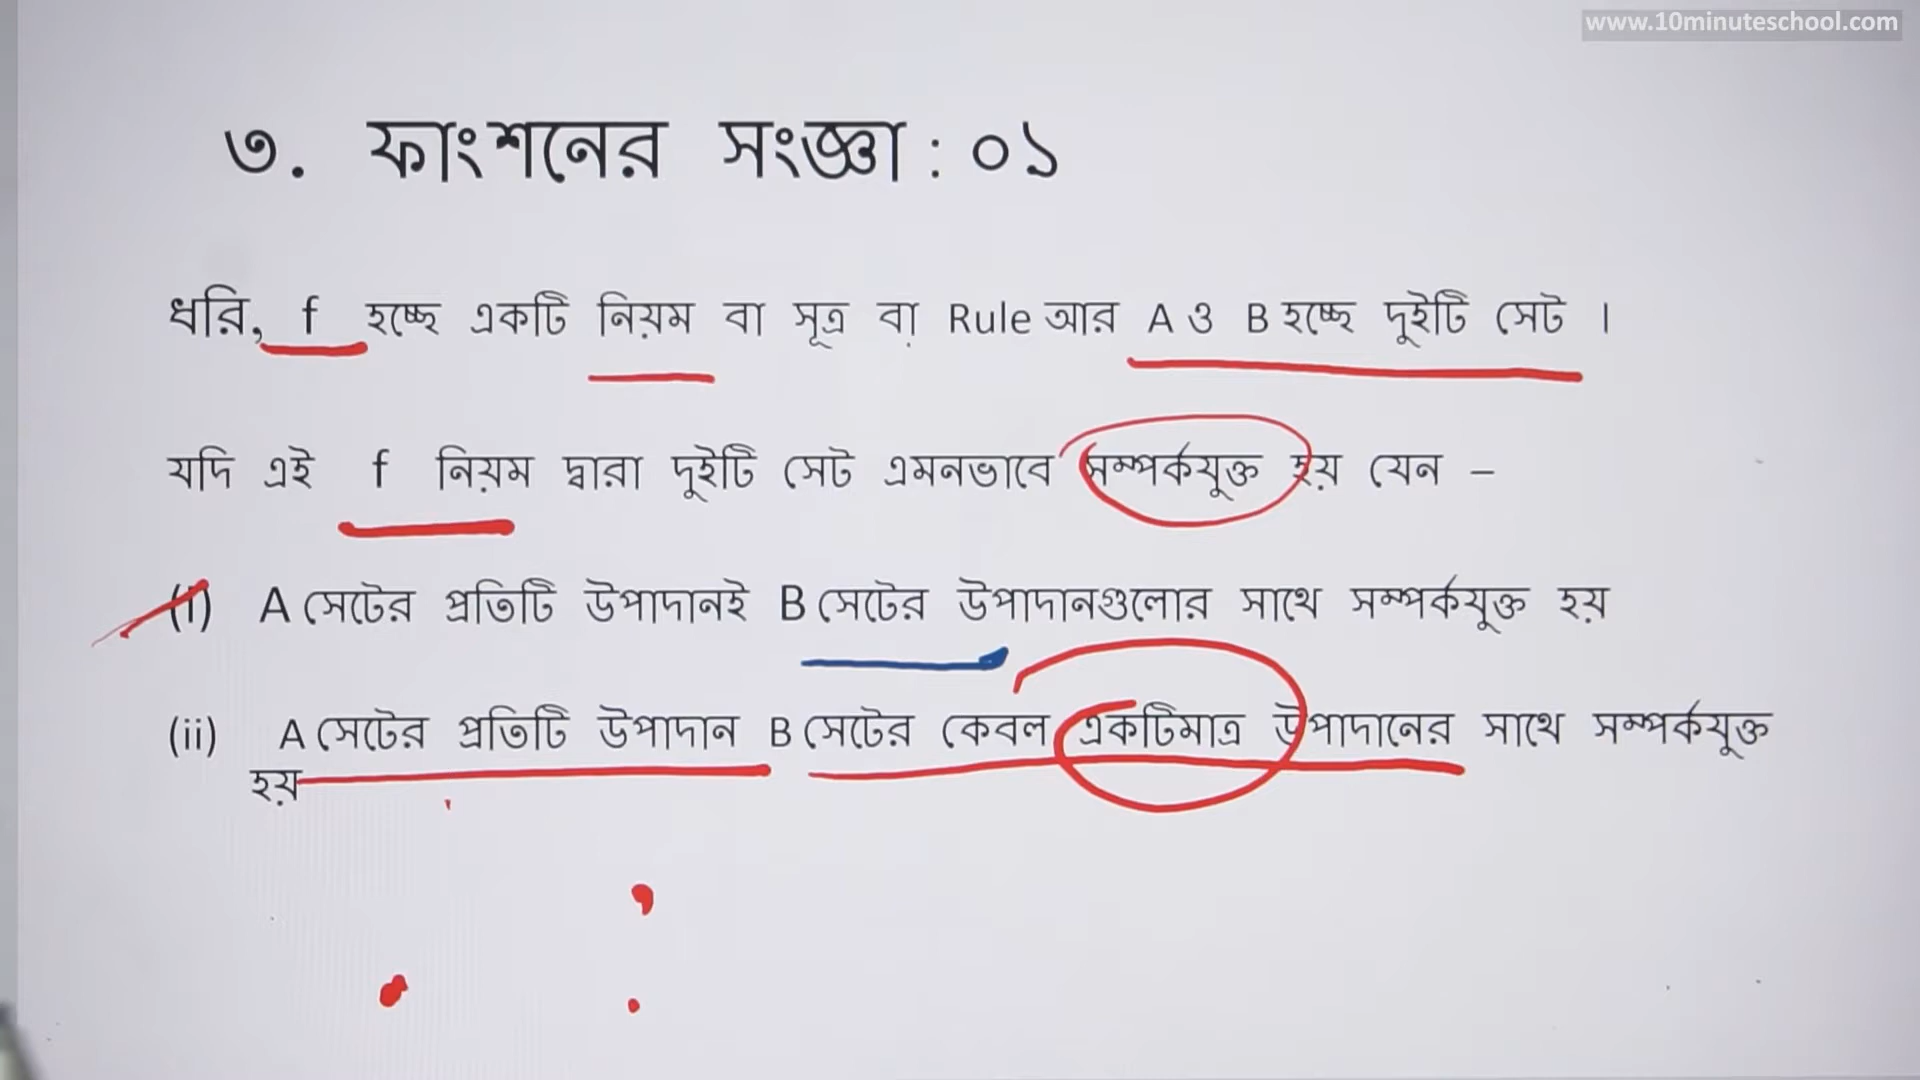 www.10minuteschool.com
৩. ফাংশনের সংজ্ঞা : ০১
ধরি, f হচ্ছে একটি নিয়ম বা সূত্র বা Rule আর A ও B হচ্ছে দুইটি সেট ।
যদি এই f নিয়ম দ্বারা দুইটি সেট এমনভাবে সম্পর্কযুক্ত হয় যেন –
(i) A সেটের প্রতিটি উপাদানই B সেটের উপাদানগুলোর সাথে সম্পর্কযুক্ত হয়
(ii) A সেটের প্রতিটি উপাদান B সেটের কেবল একটিমাত্র উপাদানের সাথে সম্পর্কযুক্ত
হয়